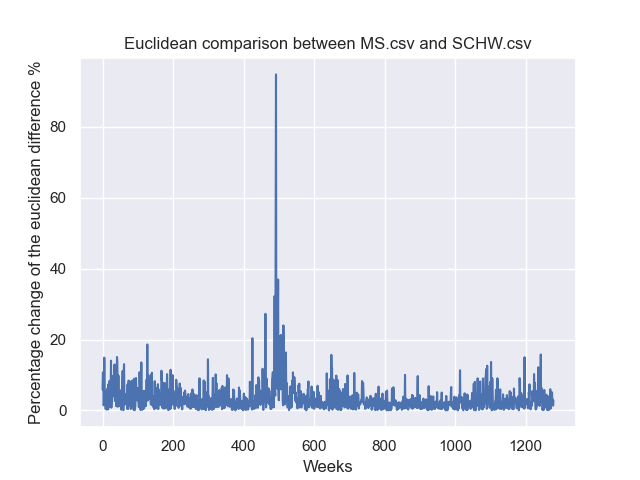 Euclidean comparison between MS.csv and SCHW.csv
Percentage change of the euclidean difference %
80
60
40
20
0
0 200 400 600 800 1000 1200
Weeks